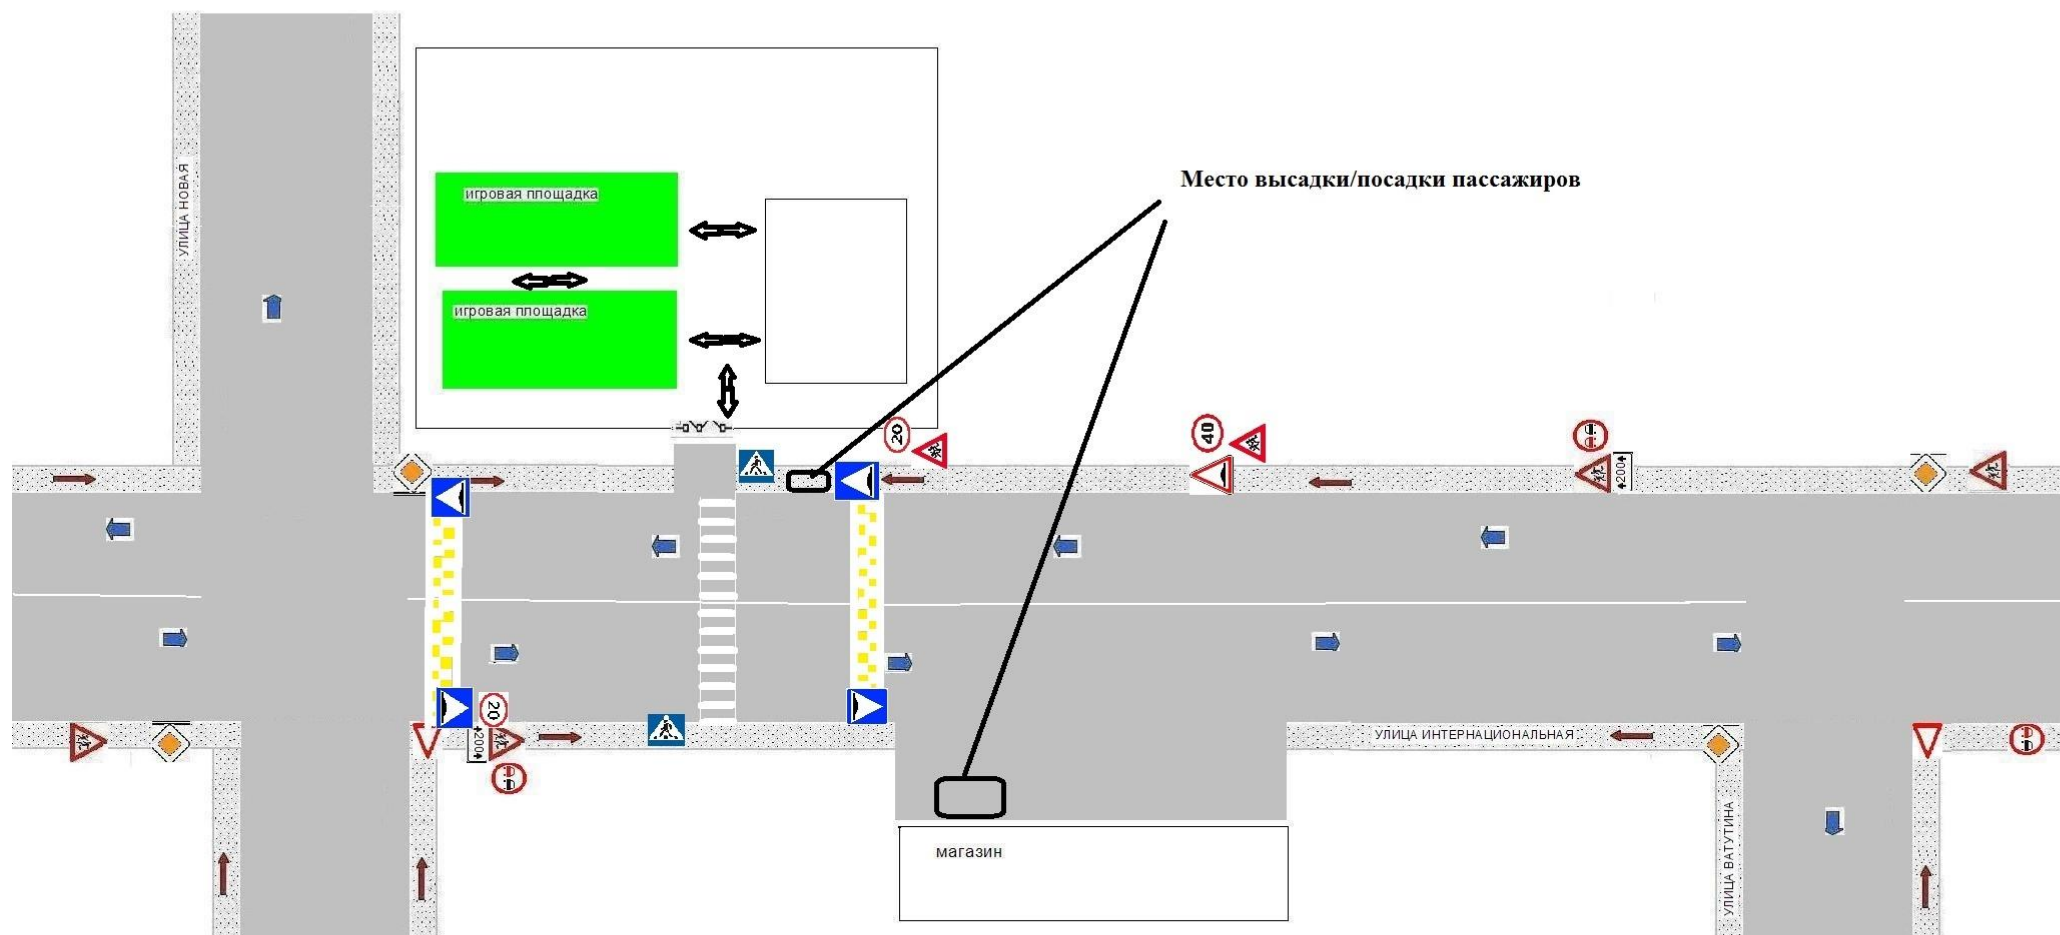 Место высадки/посадки пассажиров
УЛИЦА НОВАЯ
игровая площадка
игровая площадка
20
40
200
20
200
УЛИЦА ИНТЕРНАЦИОНАЛЬНАЯ
УЛИЦА ВАТУТИНА
магазин